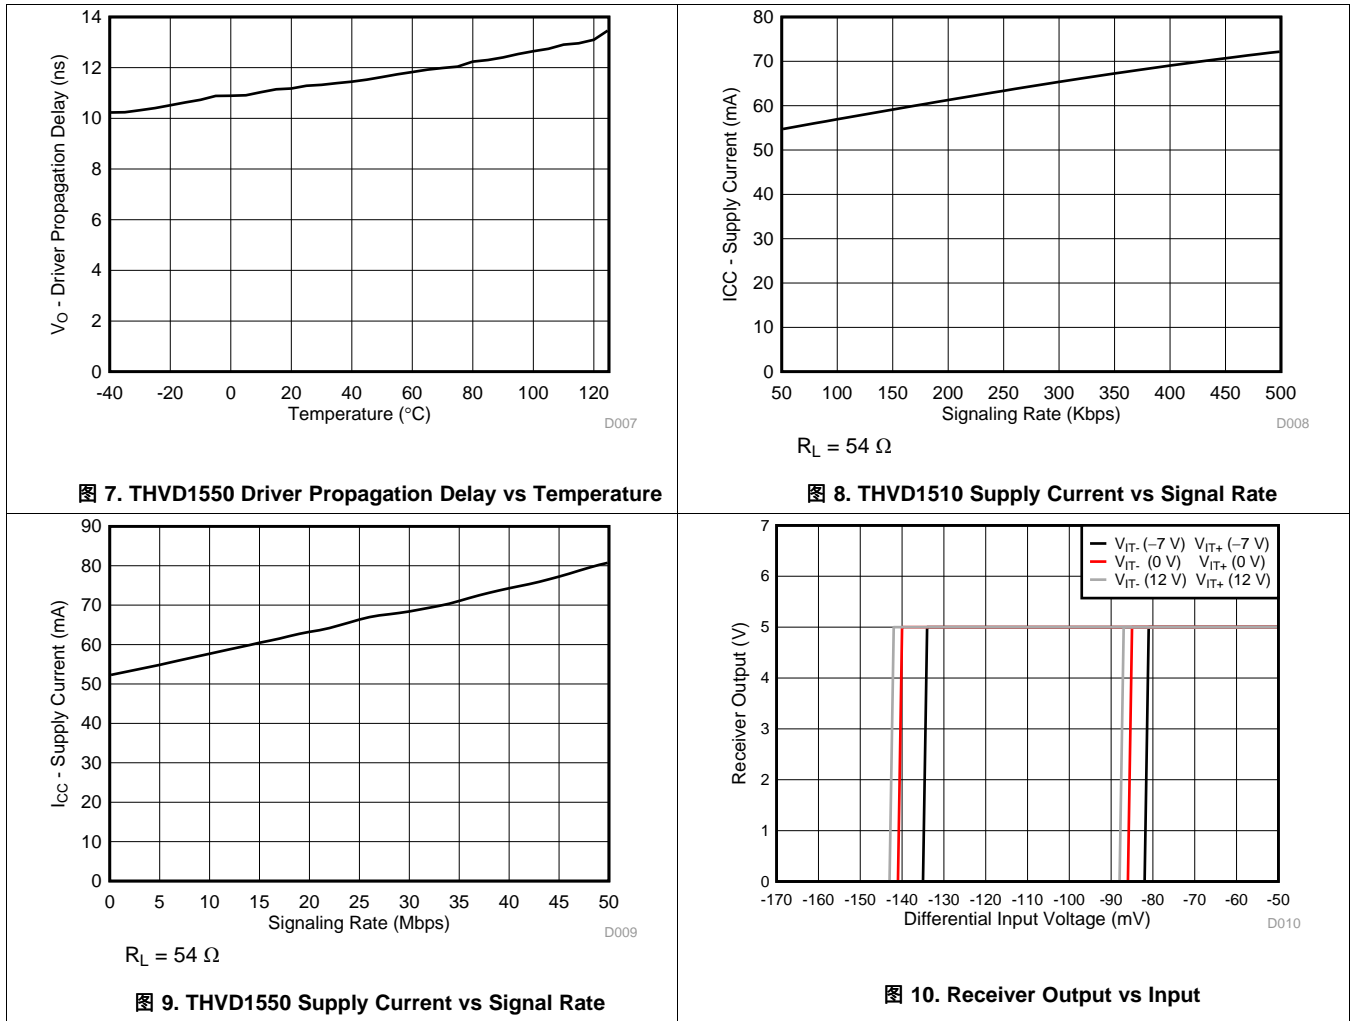 14
12
10
8
6
4
2
0
-40 -20 0 20 40 60 80 100 120
VO - Driver Propagation Delay (ns)
Temperature (°C)
D007
图 7. THVD1550 Driver Propagation Delay vs Temperature
80
70
60
50
40
30
20
10
0
50 100 150 200 250 300 350 400 450 500
ICC - Supply Current (mA)
Signaling Rate (Kbps)
D008
RL = 54 Ω
图 8. THVD1510 Supply Current vs Signal Rate
90
80
70
60
50
40
30
20
10
0
0 5 10 15 20 25 30 35 40 45 50
ICC - Supply Current (mA)
Signaling Rate (Mbps)
D009
RL = 54 Ω
图 9. THVD1550 Supply Current vs Signal Rate
7
6
5
4
3
2
1
0
-170 -160 -150 -140 -130 -120 -110 -100 -90 -80 -70 -60 -50
Receiver Output (V)
VIT- (−7 V) VIT+ (−7 V)
VIT- (0 V) VIT+ (0 V)
VIT- (12 V) VIT+ (12 V)
Differential Input Voltage (mV)
D010
图 10. Receiver Output vs Input